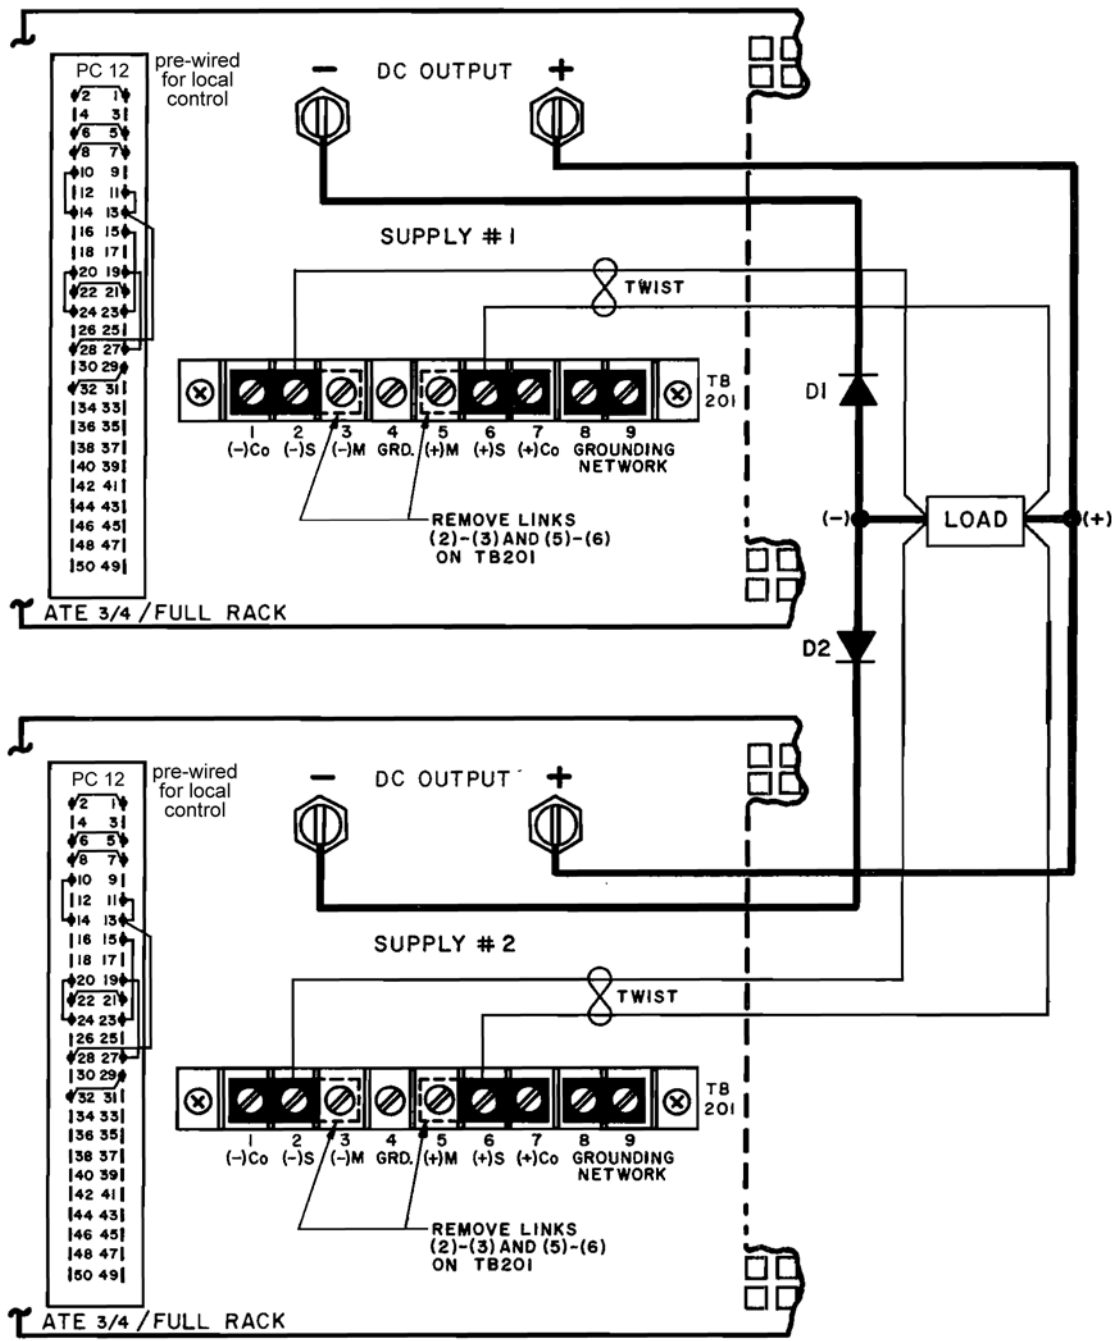 PC 12
pre-wired
for local
control
2 1
4 3
6 5
8 7
10 9
12 11
14 13
16 15
18 17
20 19
22 21
24 23
26 25
28 27
30 29
32 31
34 33
36 35
38 37
40 39
42 41
44 43
46 45
48 47
50 49
− DC OUTPUT +
SUPPLY #1
TWIST
TB
201
1 2 3 4 5 6 7 8 9
(-)Co (-)S (-)M GRD. (+)M (+)S (+)Co GROUNDING
NETWORK
REMOVE LINKS
(2)-(3) AND (5)-(6)
ON TB201
ATE 3/4 / FULL RACK
D1
(-) LOAD (+)
D2
PC 12
pre-wired
for local
control
2 1
4 3
6 5
8 7
10 9
12 11
14 13
16 15
18 17
20 19
22 21
24 23
26 25
28 27
30 29
32 31
34 33
36 35
38 37
40 39
42 41
44 43
46 45
48 47
50 49
− DC OUTPUT +
SUPPLY #2
TWIST
TB
201
1 2 3 4 5 6 7 8 9
(-)Co (-)S (-)M GRD. (+)M (+)S (+)Co GROUNDING
NETWORK
REMOVE LINKS
(2)-(3) AND (5)-(6)
ON TB201
ATE 3/4 / FULL RACK